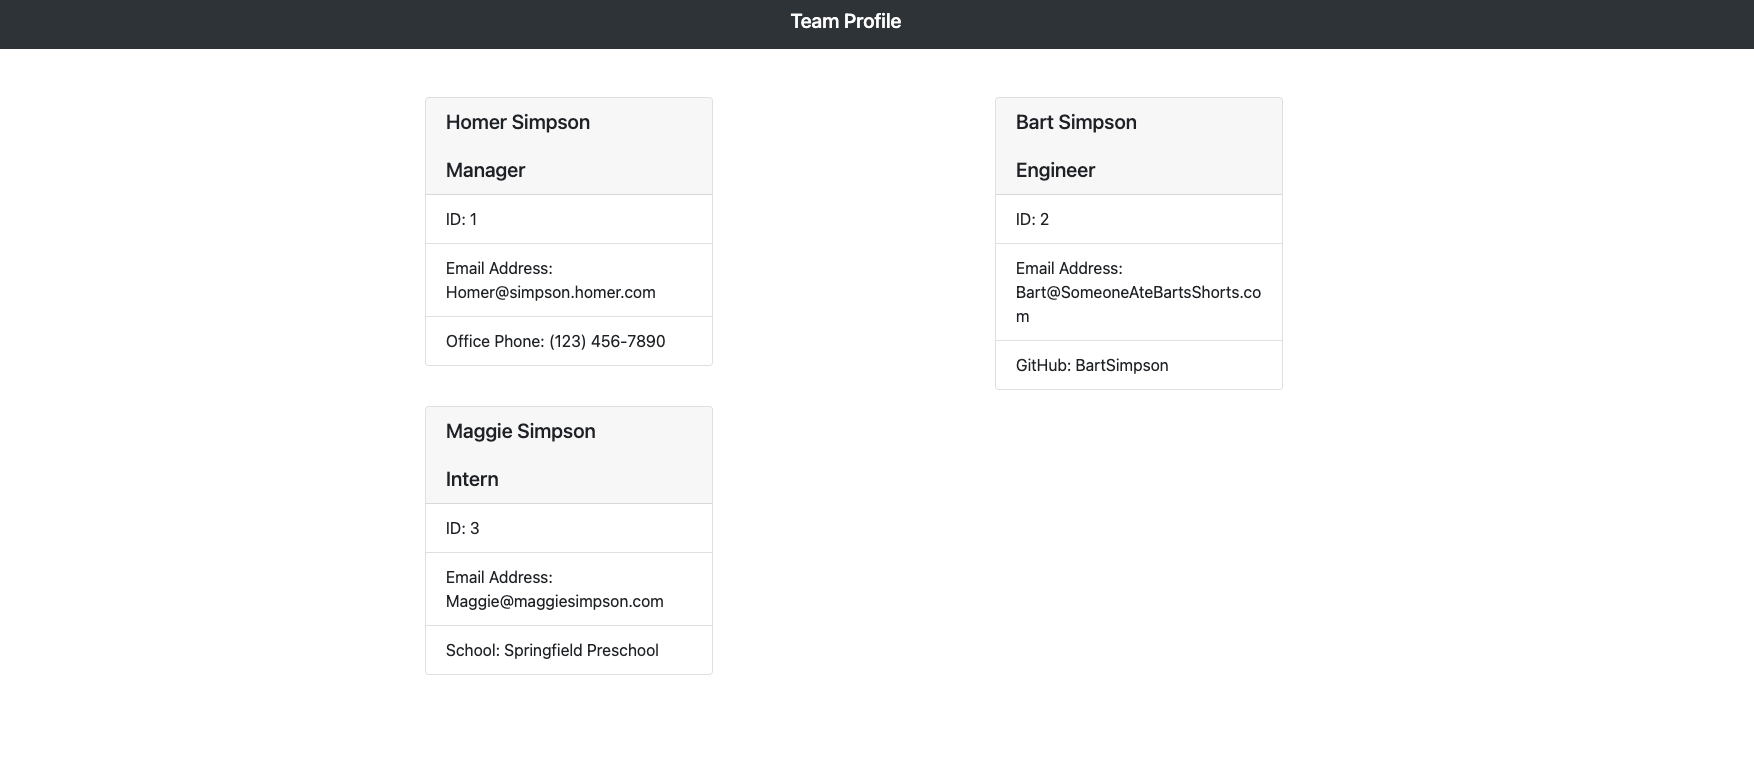 Team Profile
Homer Simpson
Manager
ID: 1
Email Address:
Homer@simpson.homer.com
Office Phone: (123) 456-7890
Bart Simpson
Engineer
ID: 2
Email Address:
Bart@SomeoneAteBartsShorts.co
m
GitHub: BartSimpson
Maggie Simpson
Intern
ID: 3
Email Address:
Maggie@maggiesimpson.com
School: Springfield Preschool